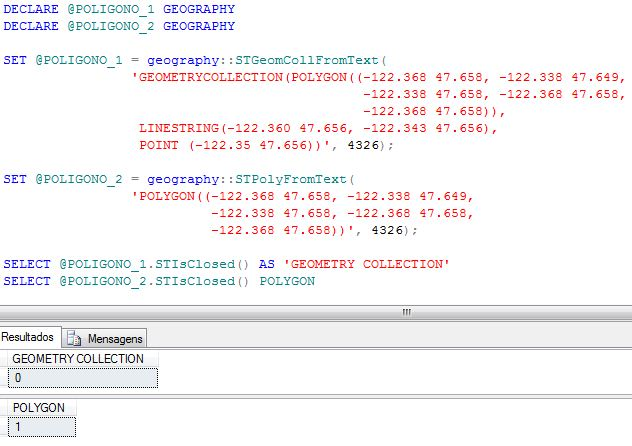 DECLARE @POLIGONO_1 GEOGRAPHY
DECLARE @POLIGONO_2 GEOGRAPHY
SET @POLIGONO_1 = geography::STGeomCollFromText(
'GEOMETRYCOLLECTION(POLYGON((-122.368 47.658, -122.338 47.649,
-122.338 47.658, -122.368 47.658,
-122.368 47.658)),
LINESTRING(-122.360 47.656, -122.343 47.656),
POINT (-122.35 47.656))', 4326);
SET @POLIGONO_2 = geography::STPolyFromText(
'POLYGON((-122.368 47.658, -122.338 47.649,
-122.338 47.658, -122.368 47.658,
-122.368 47.658))', 4326);
SELECT @POLIGONO_1.STIsClosed() AS 'GEOMETRY COLLECTION'
SELECT @POLIGONO_2.STIsClosed() POLYGON
Resultados Mensagens
GEOMETRY COLLECTION
0
POLYGON
1